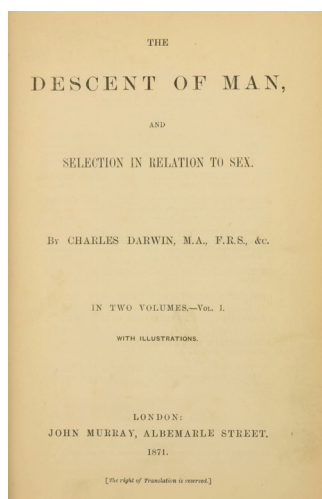 THE
DESCENT OF MAN,
AND
SELECTION IN RELATION TO SEX.
BY CHARLES DARWIN, M.A., F.R.S., &c.
IN TWO VOLUMES.—VOL. I.
WITH ILLUSTRATIONS.
LONDON:
JOHN MURRAY, ALBEMARLE STREET.
1871.
[The right of Translation is reserved.]